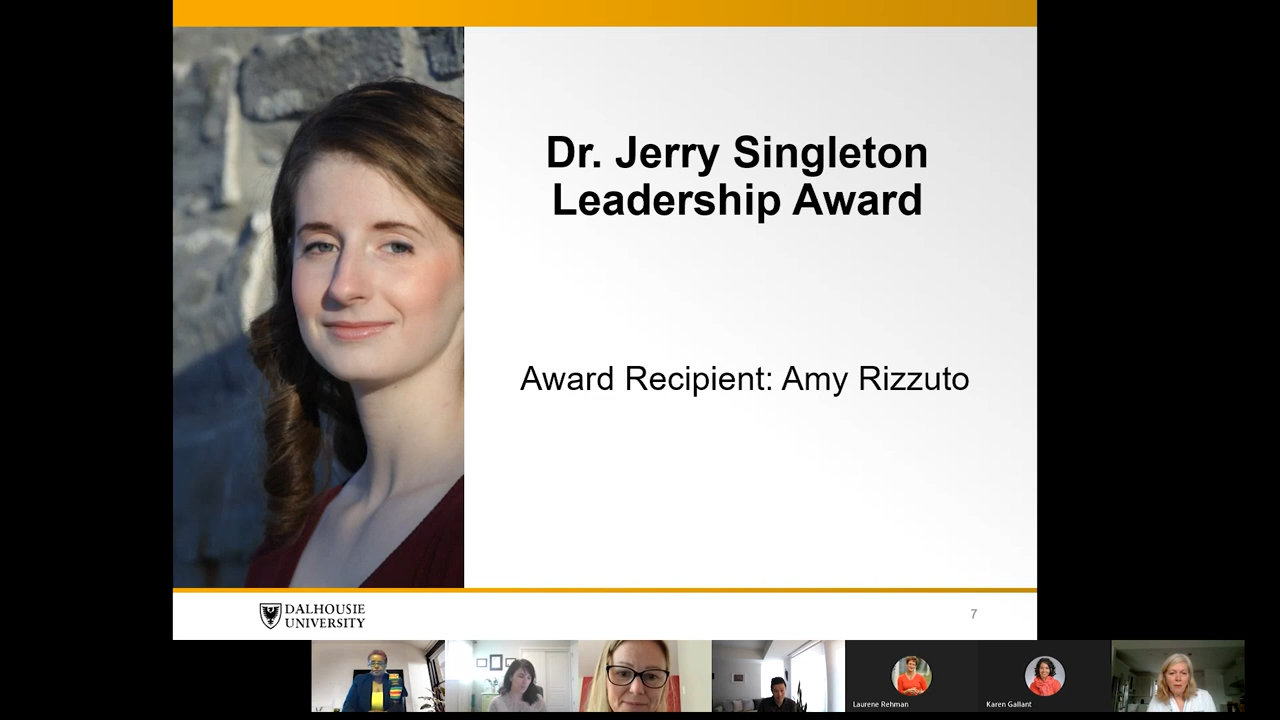 Dr. Jerry Singleton
Leadership Award
Award Recipient: Amy Rizzuto
DALHOUSIE
UNIVERSITY
7
Laurene Rehman
Karen Gallant